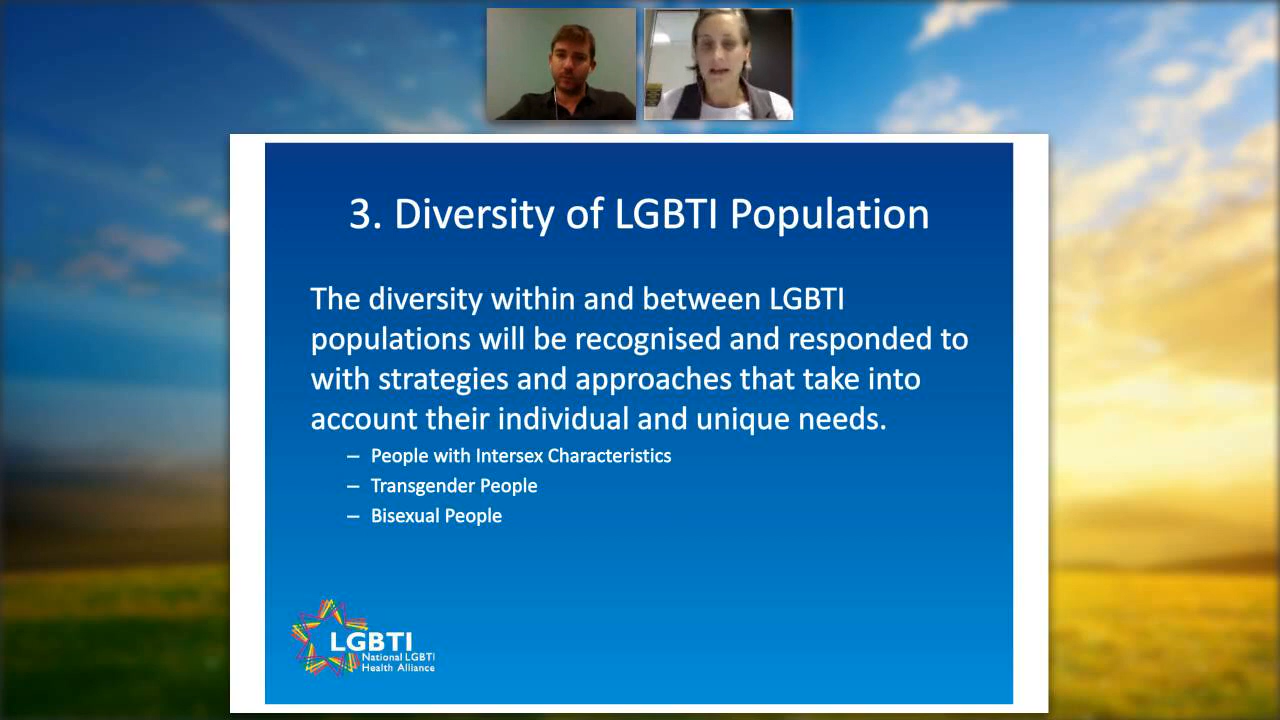 3. Diversity of LGBTI Population
The diversity within and between LGBTI
populations will be recognised and responded to
with strategies and approaches that take into
account their individual and unique needs.
– People with Intersex Characteristics
– Transgender People
– Bisexual People
LGBTI
National LGBTI
Health Alliance